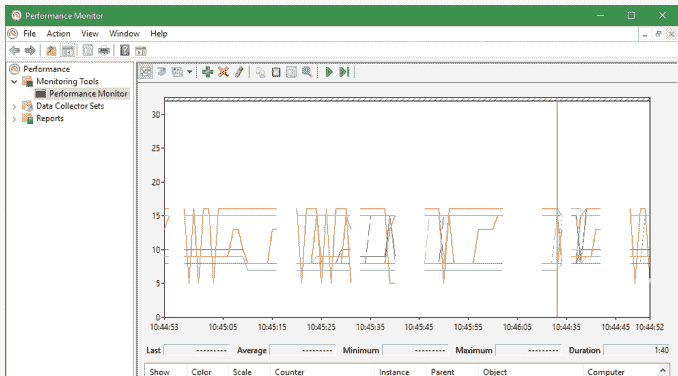 Performance Monitor
File Action View Window Help
Performance
Monitoring Tools
Performance Monitor
Data Collector Sets
Reports
30
25
20
15
10
5
0
10:44:53 10:45:05 10:45:15 10:45:25 10:45:35 10:45:45 10:45:55 10:46:05 10:44:35 10:44:45 10:44:52
Last --------- Average --------- Minimum --------- Maximum --------- Duration 1:40
Show Color Scale Counter Instance Parent Object Computer